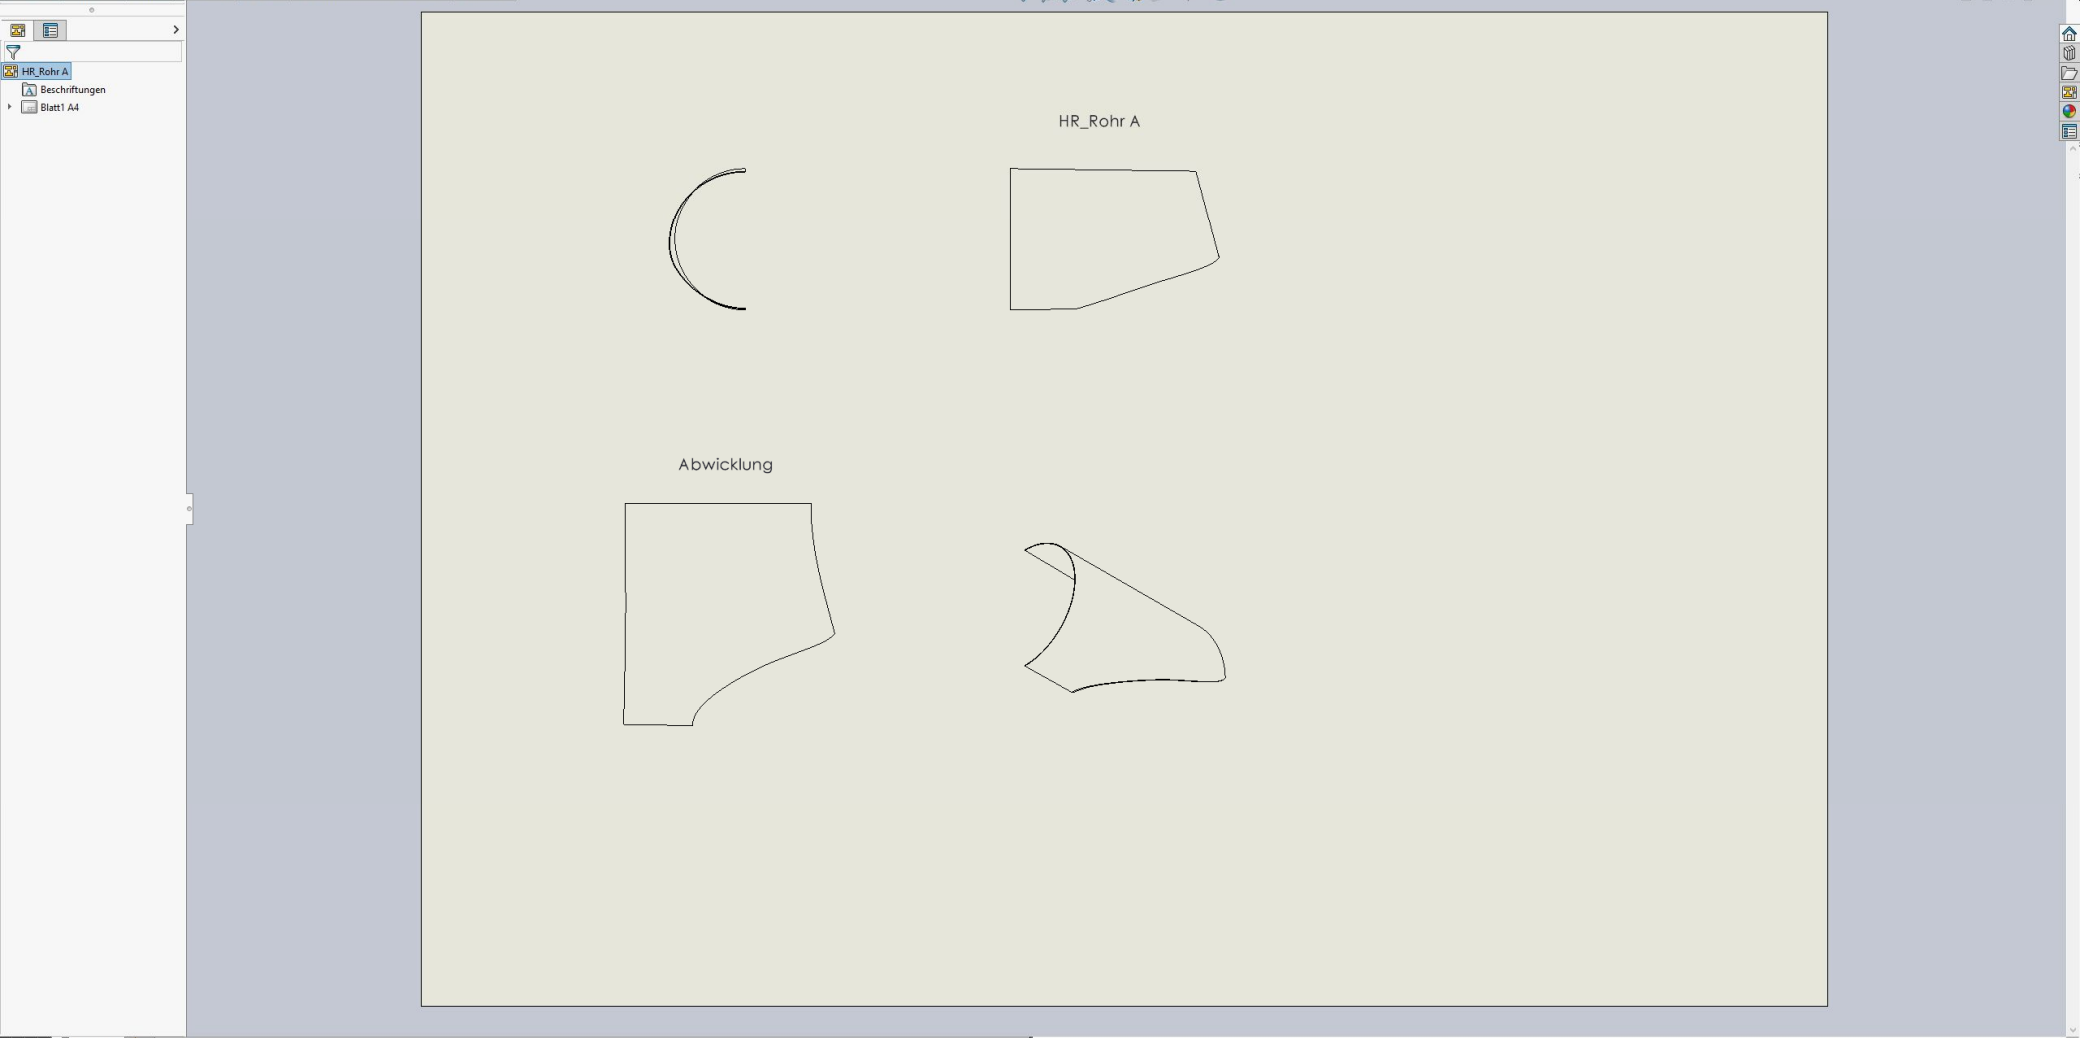 HR_Rohr A
Beschriftungen
Blatt1 A4
HR_Rohr A
Abwicklung